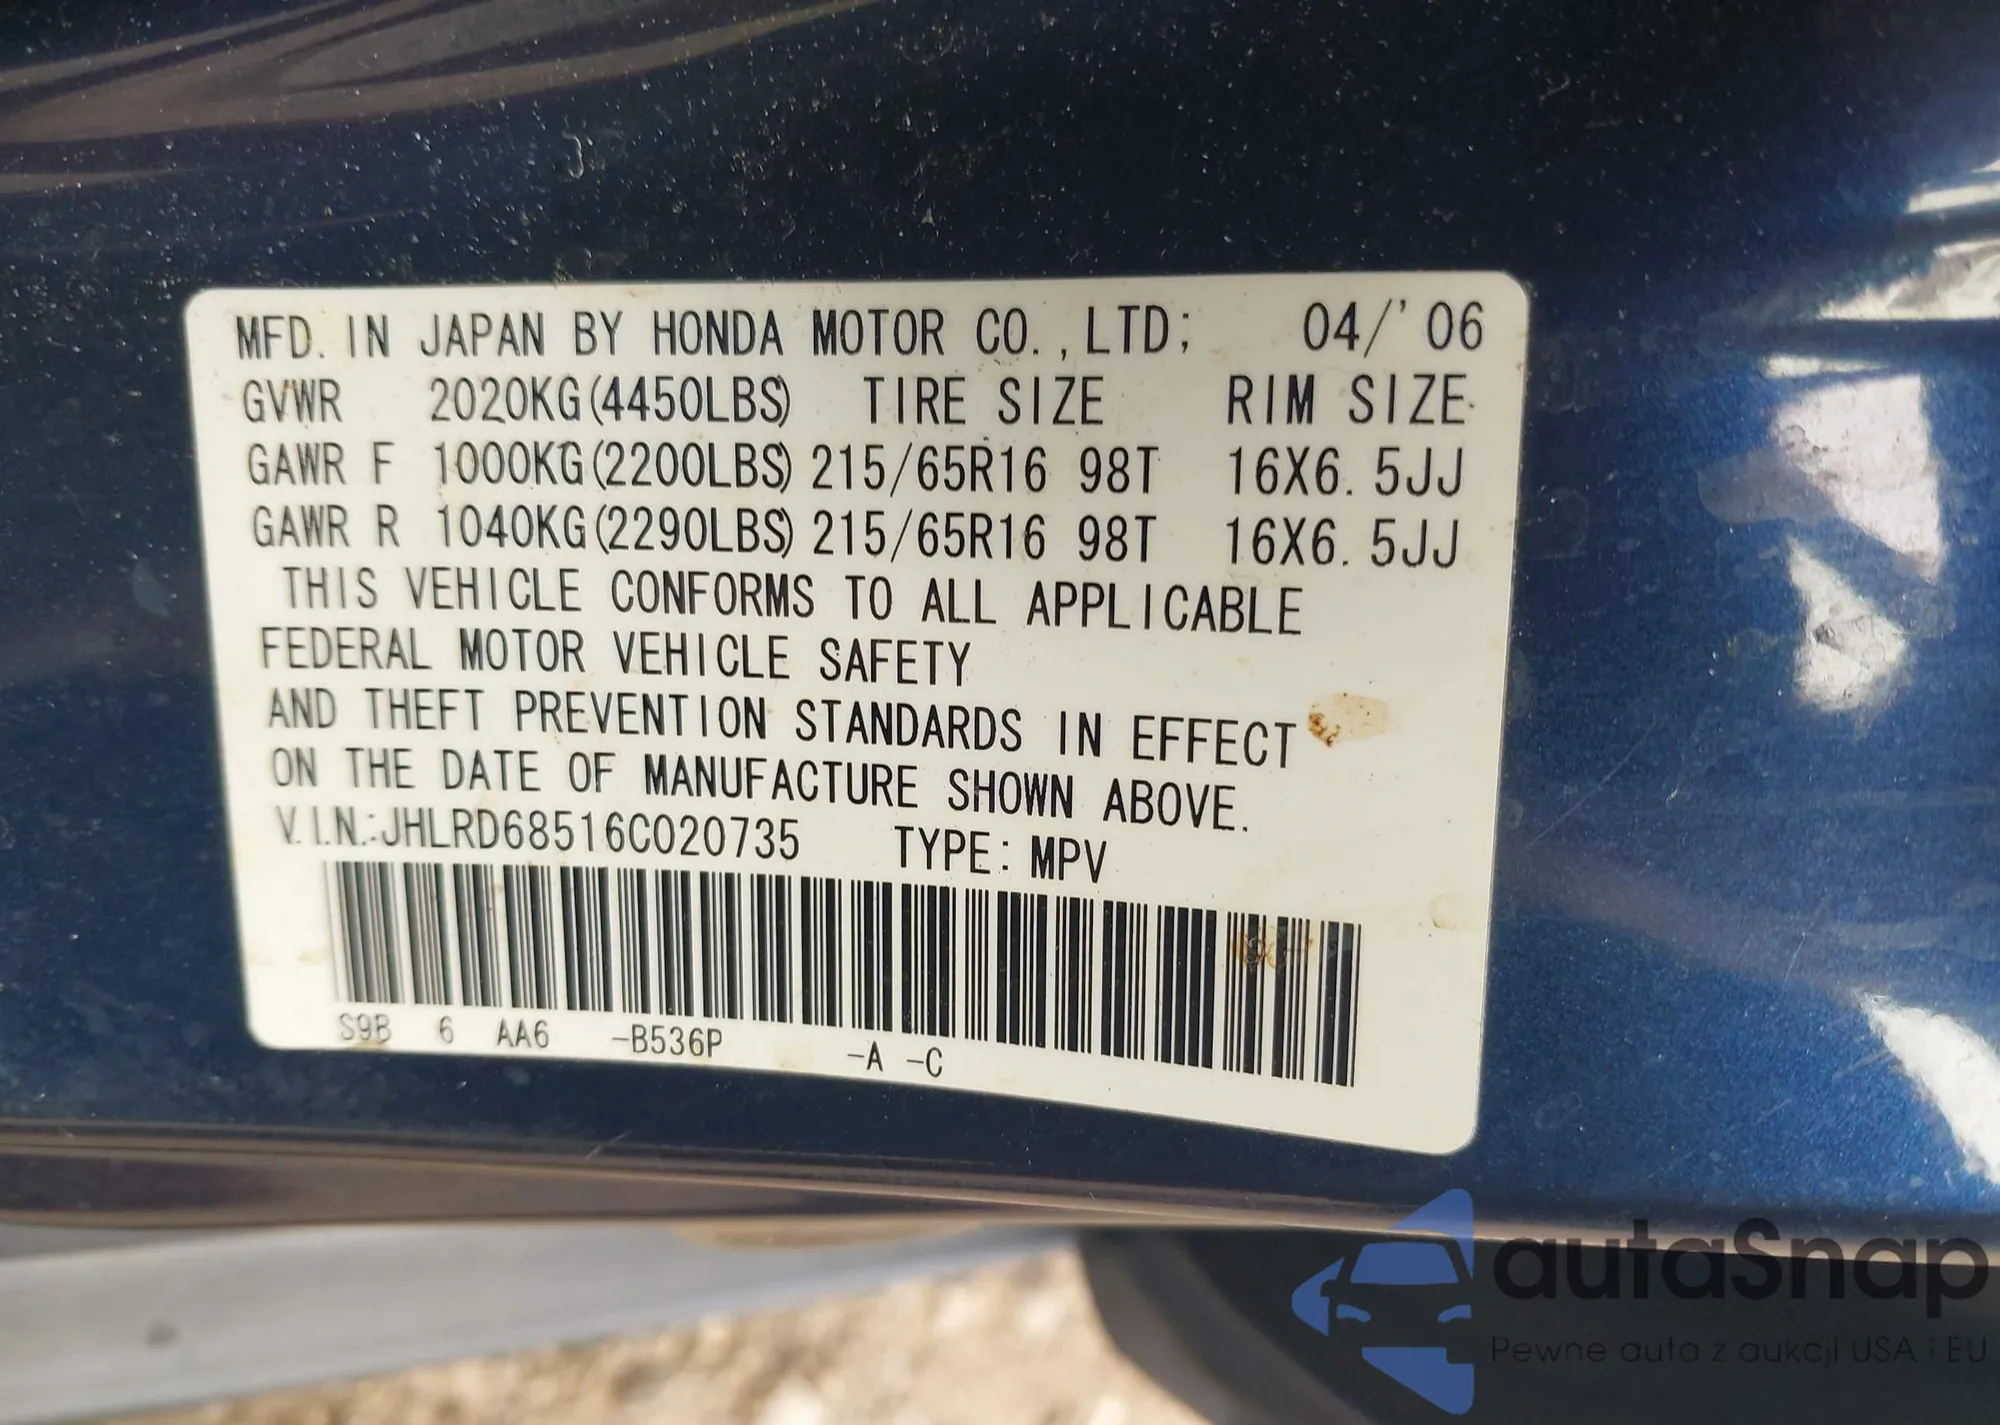 MFD. IN JAPAN BY HONDA MOTOR CO.,LTD; 04/'06
GVWR 2020KG(4450LBS) TIRE SIZE RIM SIZE
GAWR F 1000KG(2200LBS) 215/65R16 98T 16X6.5JJ
GAWR R 1040KG(2290LBS) 215/65R16 98T 16X6.5JJ
THIS VEHICLE CONFORMS TO ALL APPLICABLE
FEDERAL MOTOR VEHICLE SAFETY
AND THEFT PREVENTION STANDARDS IN EFFECT
ON THE DATE OF MANUFACTURE SHOWN ABOVE.
V.I.N.:JHLRD68516C020735 TYPE: MPV
S9B 6 AA6 -B536P -A -C
autaSnap
Pewne auta z aukcji USA i EU